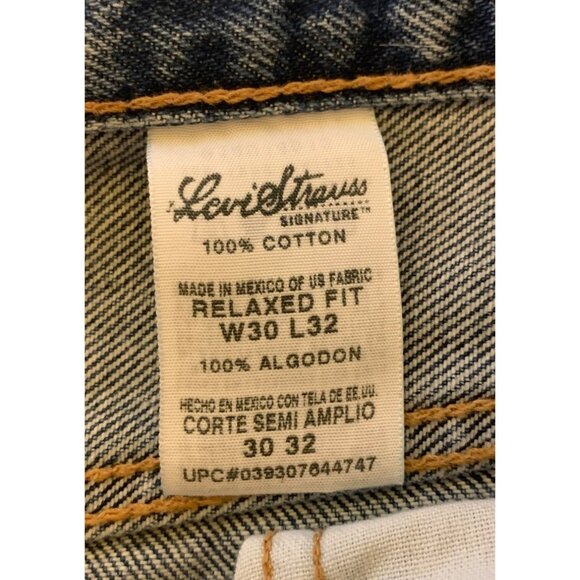 Levi Strauss
SIGNATURE™
100% COTTON
MADE IN MEXICO OF US FABRIC
RELAXED FIT
W30 L32
100% ALGODON
HECHO EN MEXICO CON TELA DE EE.UU.
CORTE SEMI AMPLIO
30 32
UPC#039307644747